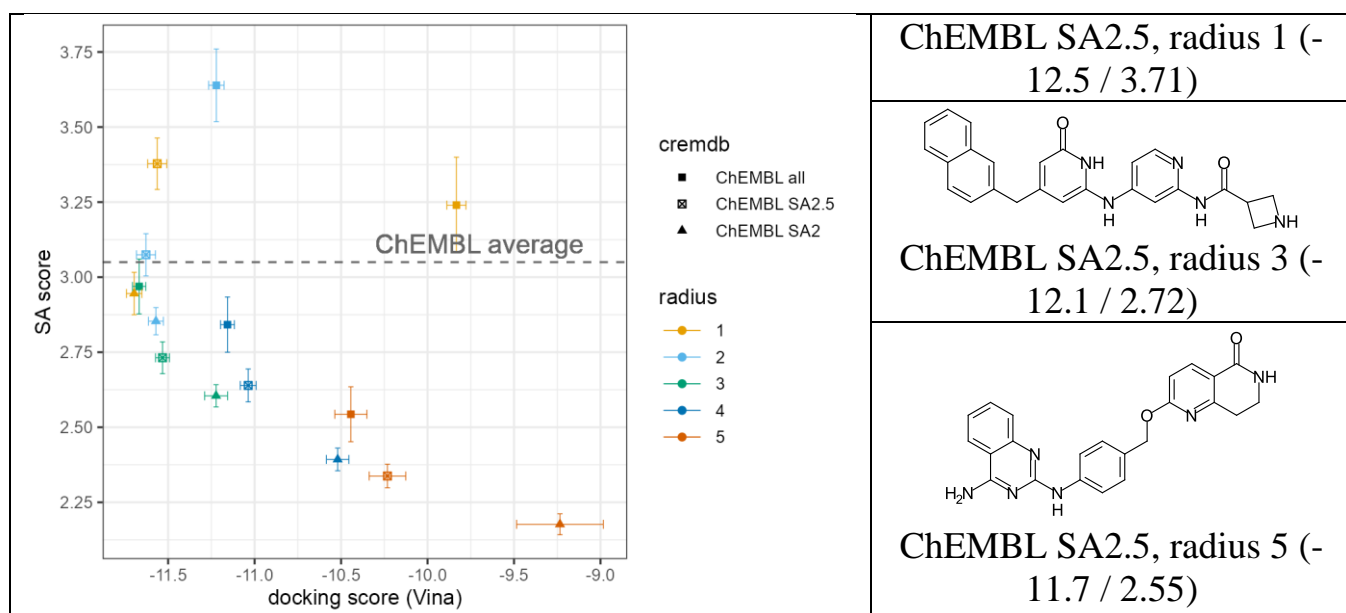 3.75
3.50
3.25
3.00
2.75
2.50
2.25
SA score
ChEMBL average
-11.5
-11.0
-10.5
-10.0
-9.5
-9.0
docking score (Vina)
cremdb
ChEMBL all
ChEMBL SA2.5
ChEMBL SA2
radius
1
2
3
4
5
ChEMBL SA2.5, radius 1 (-
12.5 / 3.71)
O
NH
N
O
N
H
N
H
NH
ChEMBL SA2.5, radius 3 (-
12.1 / 2.72)
O
NH
O
N
N
H2N
N
N
H
ChEMBL SA2.5, radius 5 (-
11.7 / 2.55)